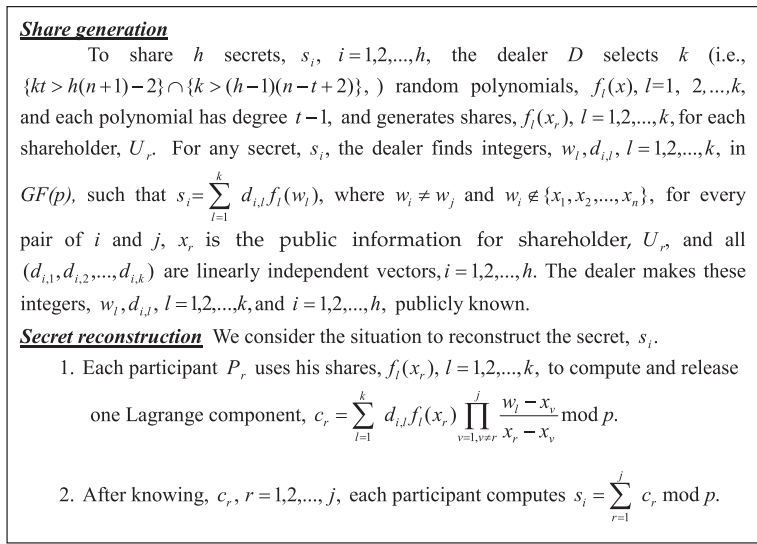 Share generation
To share h secrets, s_i, i=1,2,...,h, the dealer D selects k (i.e.,
{kt > h(n+1)−2}∩{k > (h−1)(n−t+2)}, ) random polynomials, f_l(x), l=1, 2,...,k,
and each polynomial has degree t−1, and generates shares, f_l(x_r), l=1,2,...,k, for each
shareholder, U_r. For any secret, s_i, the dealer finds integers, w_l, d_{i,l}, l=1,2,...,k, in
GF(p), such that s_i = \sum_{l=1}^{k} d_{i,l} f_l(w_l), where w_i ≠ w_j and w_i ∉ {x_1, x_2,..., x_n}, for every
pair of i and j, x_r is the public information for shareholder, U_r, and all
(d_{i,1}, d_{i,2},..., d_{i,k}) are linearly independent vectors, i=1,2,...,h. The dealer makes these
integers, w_l, d_{i,l}, l=1,2,...,k, and i=1,2,...,h, publicly known.
Secret reconstruction We consider the situation to reconstruct the secret, s_i.
1. Each participant P_r uses his shares, f_l(x_r), l=1,2,...,k, to compute and release
one Lagrange component, c_r = \sum_{l=1}^{k} d_{i,l} f_l(x_r) \prod_{v=1,v≠r}^{j} \frac{w_l − x_v}{x_r − x_v} mod p.
2. After knowing, c_r, r=1,2,..., j, each participant computes s_i = \sum_{r=1}^{j} c_r mod p.